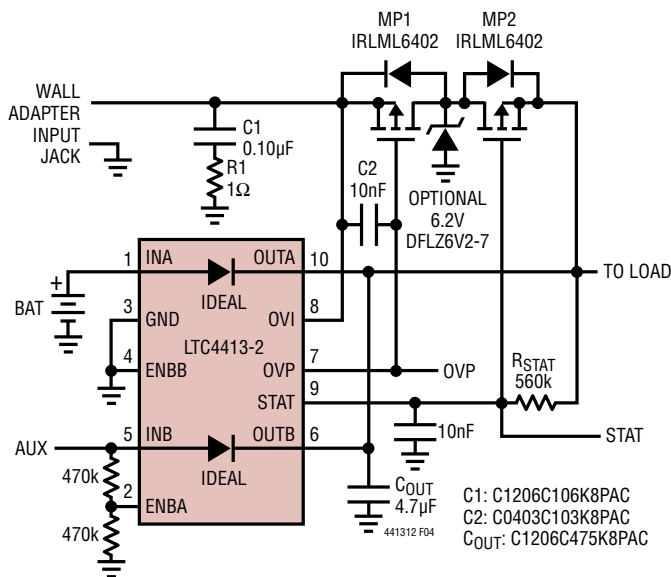 MP1
IRLML6402
MP2
IRLML6402
WALL
ADAPTER
INPUT
JACK
C1
0.10µF
R1
1Ω
C2
10nF
OPTIONAL
6.2V
DFLZ6V2-7
BAT
+
1
INA
OUTA
10
IDEAL
TO LOAD
3
GND
OVI
8
LTC4413-2
4
ENBB
OVP
7
OVP
STAT
9
RSTAT
560k
STAT
AUX
5
INB
OUTB
6
IDEAL
10nF
470k
2
ENBA
470k
COUT
4.7µF
441312 F04
C1: C1206C106K8PAC
C2: C0403C103K8PAC
COUT: C1206C475K8PAC